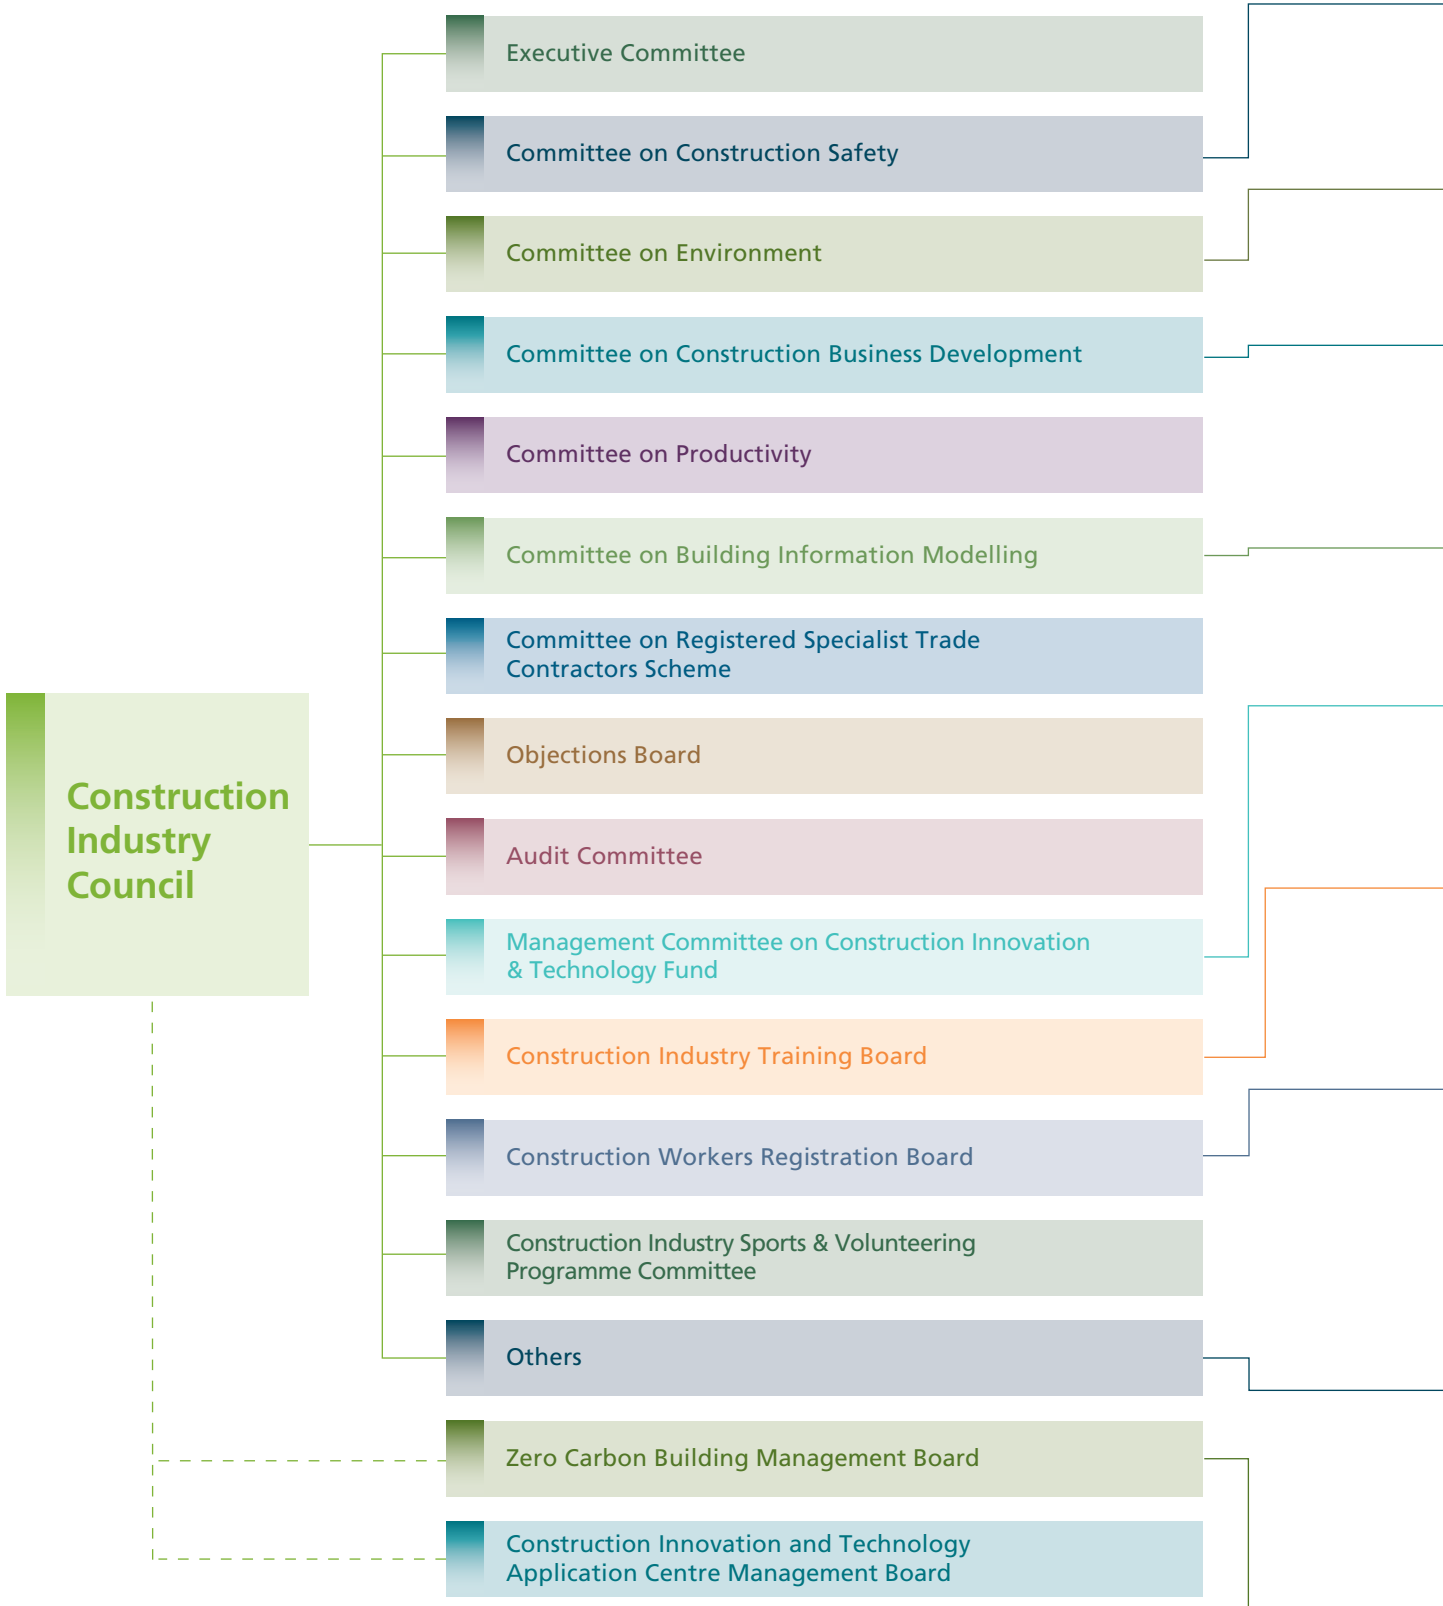 Executive Committee
Committee on Construction Safety
Committee on Environment
Committee on Construction Business Development
Committee on Productivity
Committee on Building Information Modelling
Committee on Registered Specialist Trade
Contractors Scheme
Objections Board
Construction
Industry
Council
Audit Committee
Management Committee on Construction Innovation
& Technology Fund
Construction Industry Training Board
Construction Workers Registration Board
Construction Industry Sports & Volunteering
Programme Committee
Others
Zero Carbon Building Management Board
Construction Innovation and Technology
Application Centre Management Board